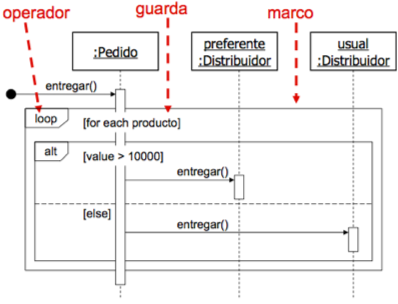 operador
guarda
marco
:Pedido
preferente
:Distribuidor
usual
:Distribuidor
entregar()
loop
[for each producto]
alt
[value > 10000]
entregar()
[else]
entregar()